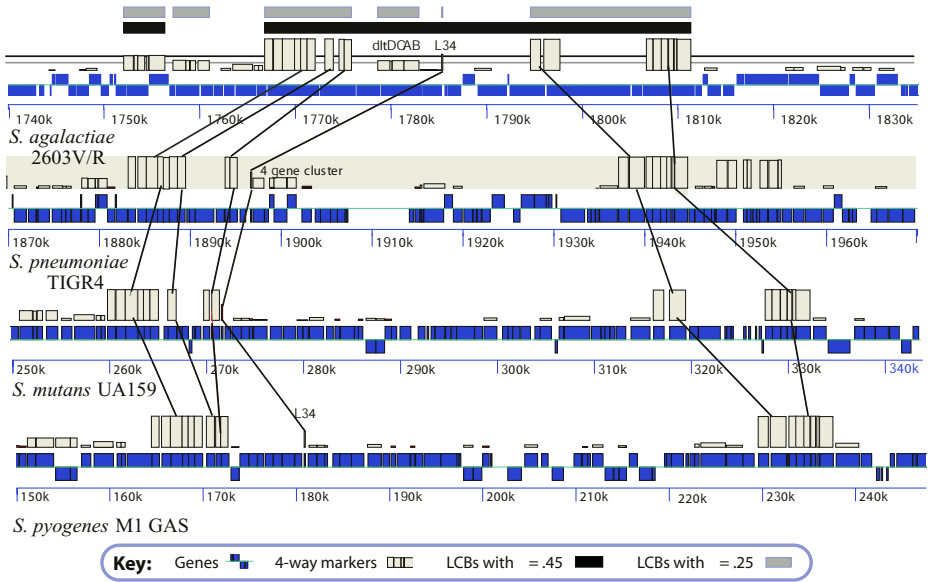 dltDCAB L34
1740k 1750k 1760k 1770k 1780k 1790k 1800k 1810k 1820k 1830k
S. agalactiae
2603V/R
4 gene cluster
1870k 1880k 1890k 1900k 1910k 1920k 1930k 1940k 1950k 1960k
S. pneumoniae
TIGR4
250k 260k 270k 280k 290k 300k 310k 320k 330k 340k
S. mutans UA159
L34
150k 160k 170k 180k 190k 200k 210k 220k 230k 240k
S. pyogenes M1 GAS
Key: Genes 4-way markers LCBs with = .45 LCBs with = .25